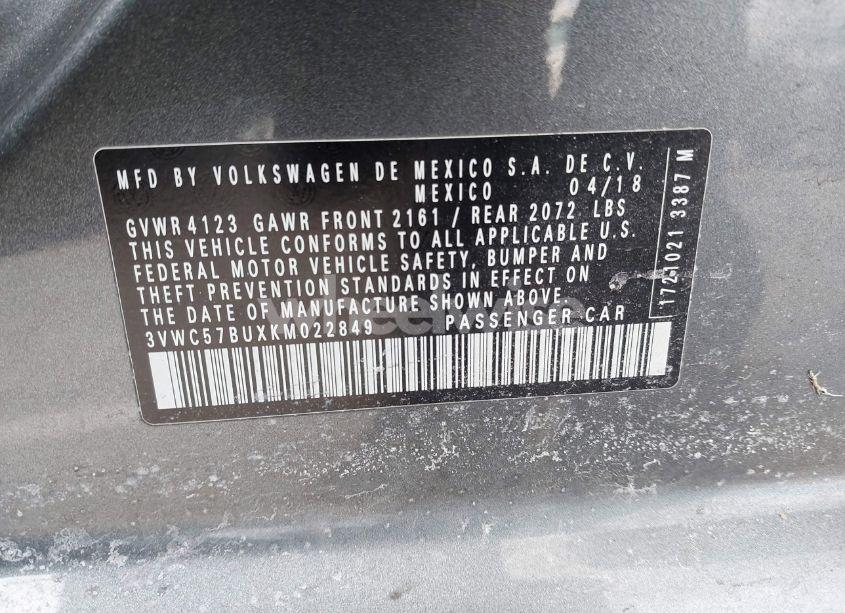 MFD BY VOLKSWAGEN DE MEXICO S.A. DE C.V.
MEXICO 04/18
GVWR 4123 GAWR FRONT 2161 / REAR 2072 LBS
THIS VEHICLE CONFORMS TO ALL APPLICABLE U.S.
FEDERAL MOTOR VEHICLE SAFETY, BUMPER AND
THEFT PREVENTION STANDARDS IN EFFECT ON
THE DATE OF MANUFACTURE SHOWN ABOVE.
3VWC57BUXKM022849 PASSENGER CAR
1721021 3387 M